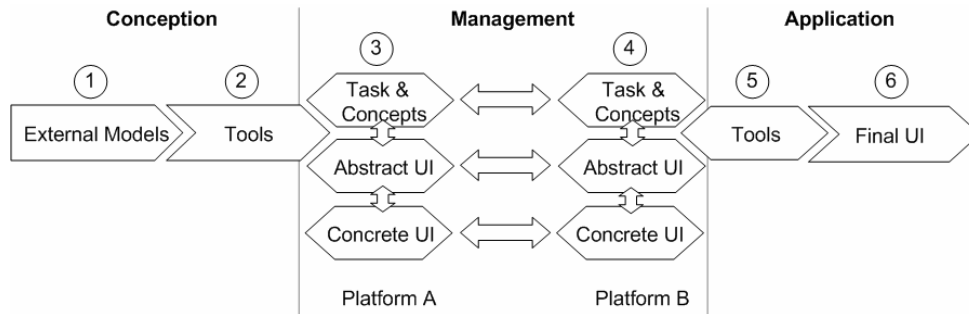 Conception
Management
Application
1
2
3
4
5
6
External Models
Tools
Task &
Concepts
Task &
Concepts
Tools
Final UI
Abstract UI
Abstract UI
Concrete UI
Concrete UI
Platform A
Platform B